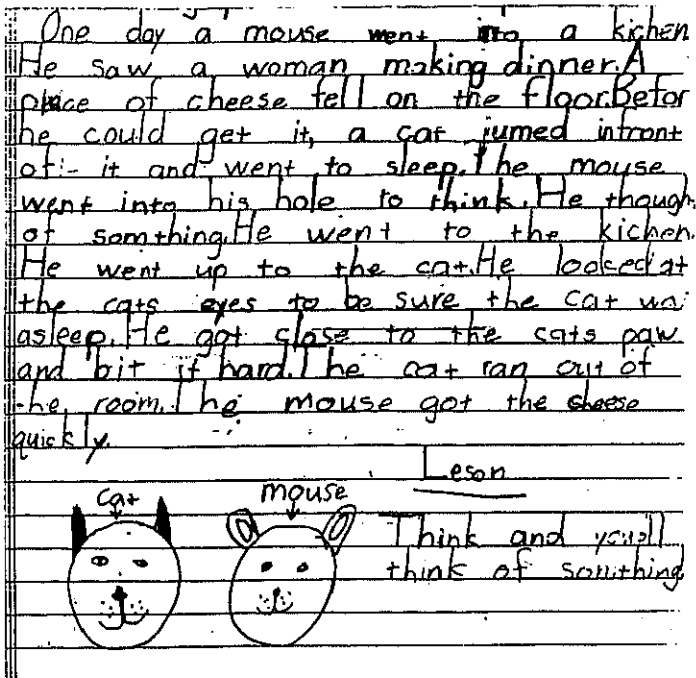 One day a mouse went into a kichen
He saw a woman making dinner. A
piece of cheese fell on the floor. Befor
he could get it, a cat jumed infront
of it and went to sleep. The mouse
went into his hole to think. He though
of somthing. He went to the kichen.
He went up to the cat. He looked at
the cats eyes to be sure the cat wa
asleep. He got close to the cats paw
and bit it hard. The cat ran out of
the room. The mouse got the cheese
quickly.
Leson
cat mouse
Think and you'll
think of somthing